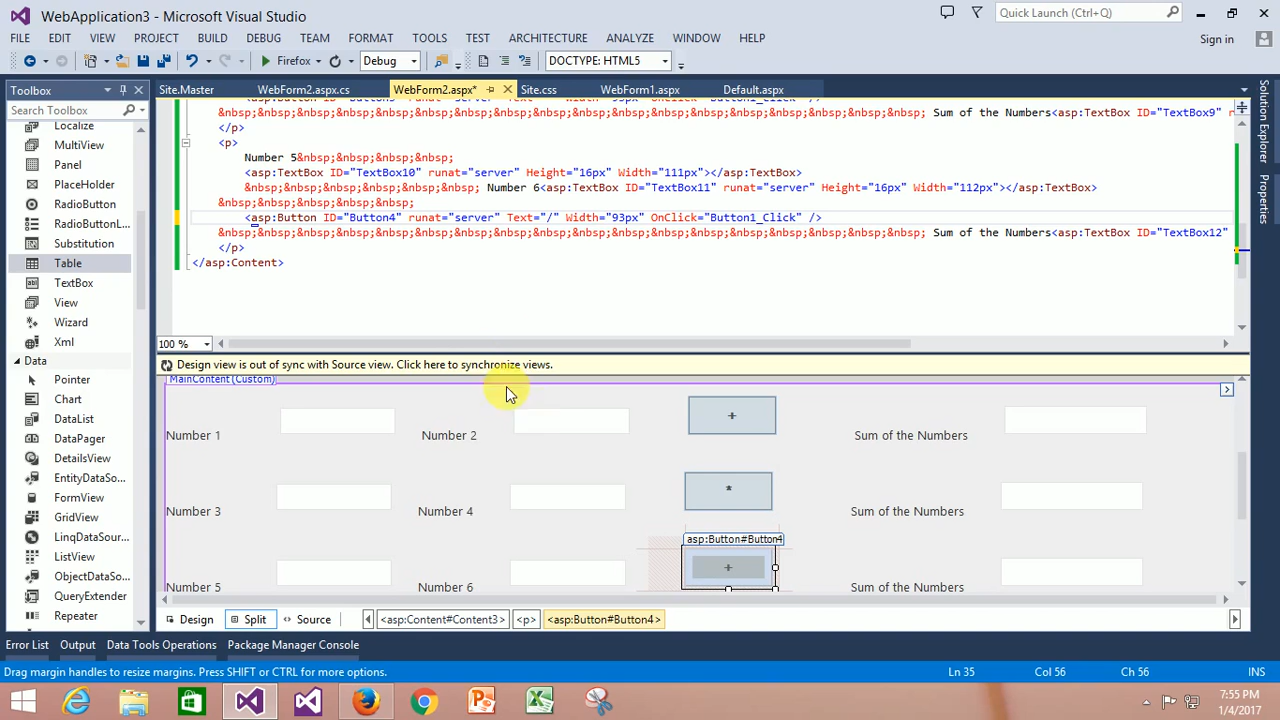 WebApplication3 - Microsoft Visual Studio
Quick Launch (Ctrl+Q)
FILE EDIT VIEW PROJECT BUILD DEBUG TEAM FORMAT TOOLS TEST ARCHITECTURE ANALYZE WINDOW HELP
Sign in
Firefox
Debug
DOCTYPE: HTML5
Toolbox
Site.Master
WebForm2.aspx.cs
WebForm2.aspx*
Site.css
WebForm1.aspx
Default.aspx
Search Toolbox
Localize
MultiView
Panel
PlaceHolder
RadioButton
RadioButtonL...
Substitution
Table
TextBox
View
Wizard
Xml
Data
Pointer
Chart
DataList
DataPager
DetailsView
EntityDataSo...
FormView
GridView
LinqDataSourc...
ListView
ObjectDataSo...
QueryExtender
Repeater
&nbsp;&nbsp;&nbsp;&nbsp;&nbsp;&nbsp;&nbsp;&nbsp;&nbsp;&nbsp;&nbsp;&nbsp;&nbsp;&nbsp;&nbsp;&nbsp;&nbsp;&nbsp; Sum of the Numbers<asp:TextBox ID="TextBox9"
</p>
<p>
Number 5&nbsp;&nbsp;&nbsp;&nbsp;
<asp:TextBox ID="TextBox10" runat="server" Height="16px" Width="111px"></asp:TextBox>
&nbsp;&nbsp;&nbsp;&nbsp;&nbsp;&nbsp; Number 6<asp:TextBox ID="TextBox11" runat="server" Height="16px" Width="112px"></asp:TextBox>
&nbsp;&nbsp;&nbsp;&nbsp;&nbsp;
<asp:Button ID="Button4" runat="server" Text="/" Width="93px" OnClick="Button1_Click" />
&nbsp;&nbsp;&nbsp;&nbsp;&nbsp;&nbsp;&nbsp;&nbsp;&nbsp;&nbsp;&nbsp;&nbsp;&nbsp;&nbsp;&nbsp;&nbsp;&nbsp;&nbsp; Sum of the Numbers<asp:TextBox ID="TextBox12"
</p>
</asp:Content>
100 %
Design view is out of sync with Source view. Click here to synchronize views.
MainContent (Custom)
Number 1 Number 2 + Sum of the Numbers
Number 3 Number 4 * Sum of the Numbers
asp:Button#Button4
Number 5 Number 6 + Sum of the Numbers
Design
Split
Source
<asp:Content#Content3>
<p>
<asp:Button#Button4>
Error List
Output
Data Tools Operations
Package Manager Console
Solution Explorer
Properties
Drag margin handles to resize margins. Press SHIFT or CTRL for more options.
Ln 35
Col 56
Ch 56
INS
7:55 PM
1/4/2017